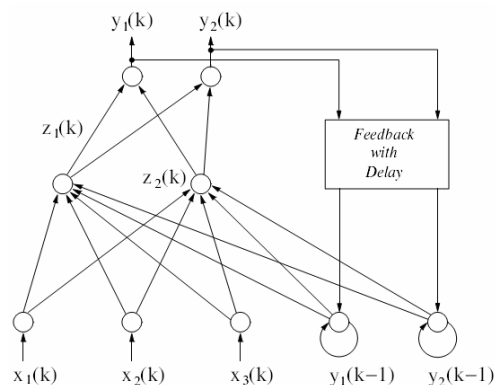 y₁(k) y₂(k)
z₁(k)
z₂(k)
Feedback
with
Delay
x₁(k) x₂(k) x₃(k) y₁(k−1) y₂(k−1)